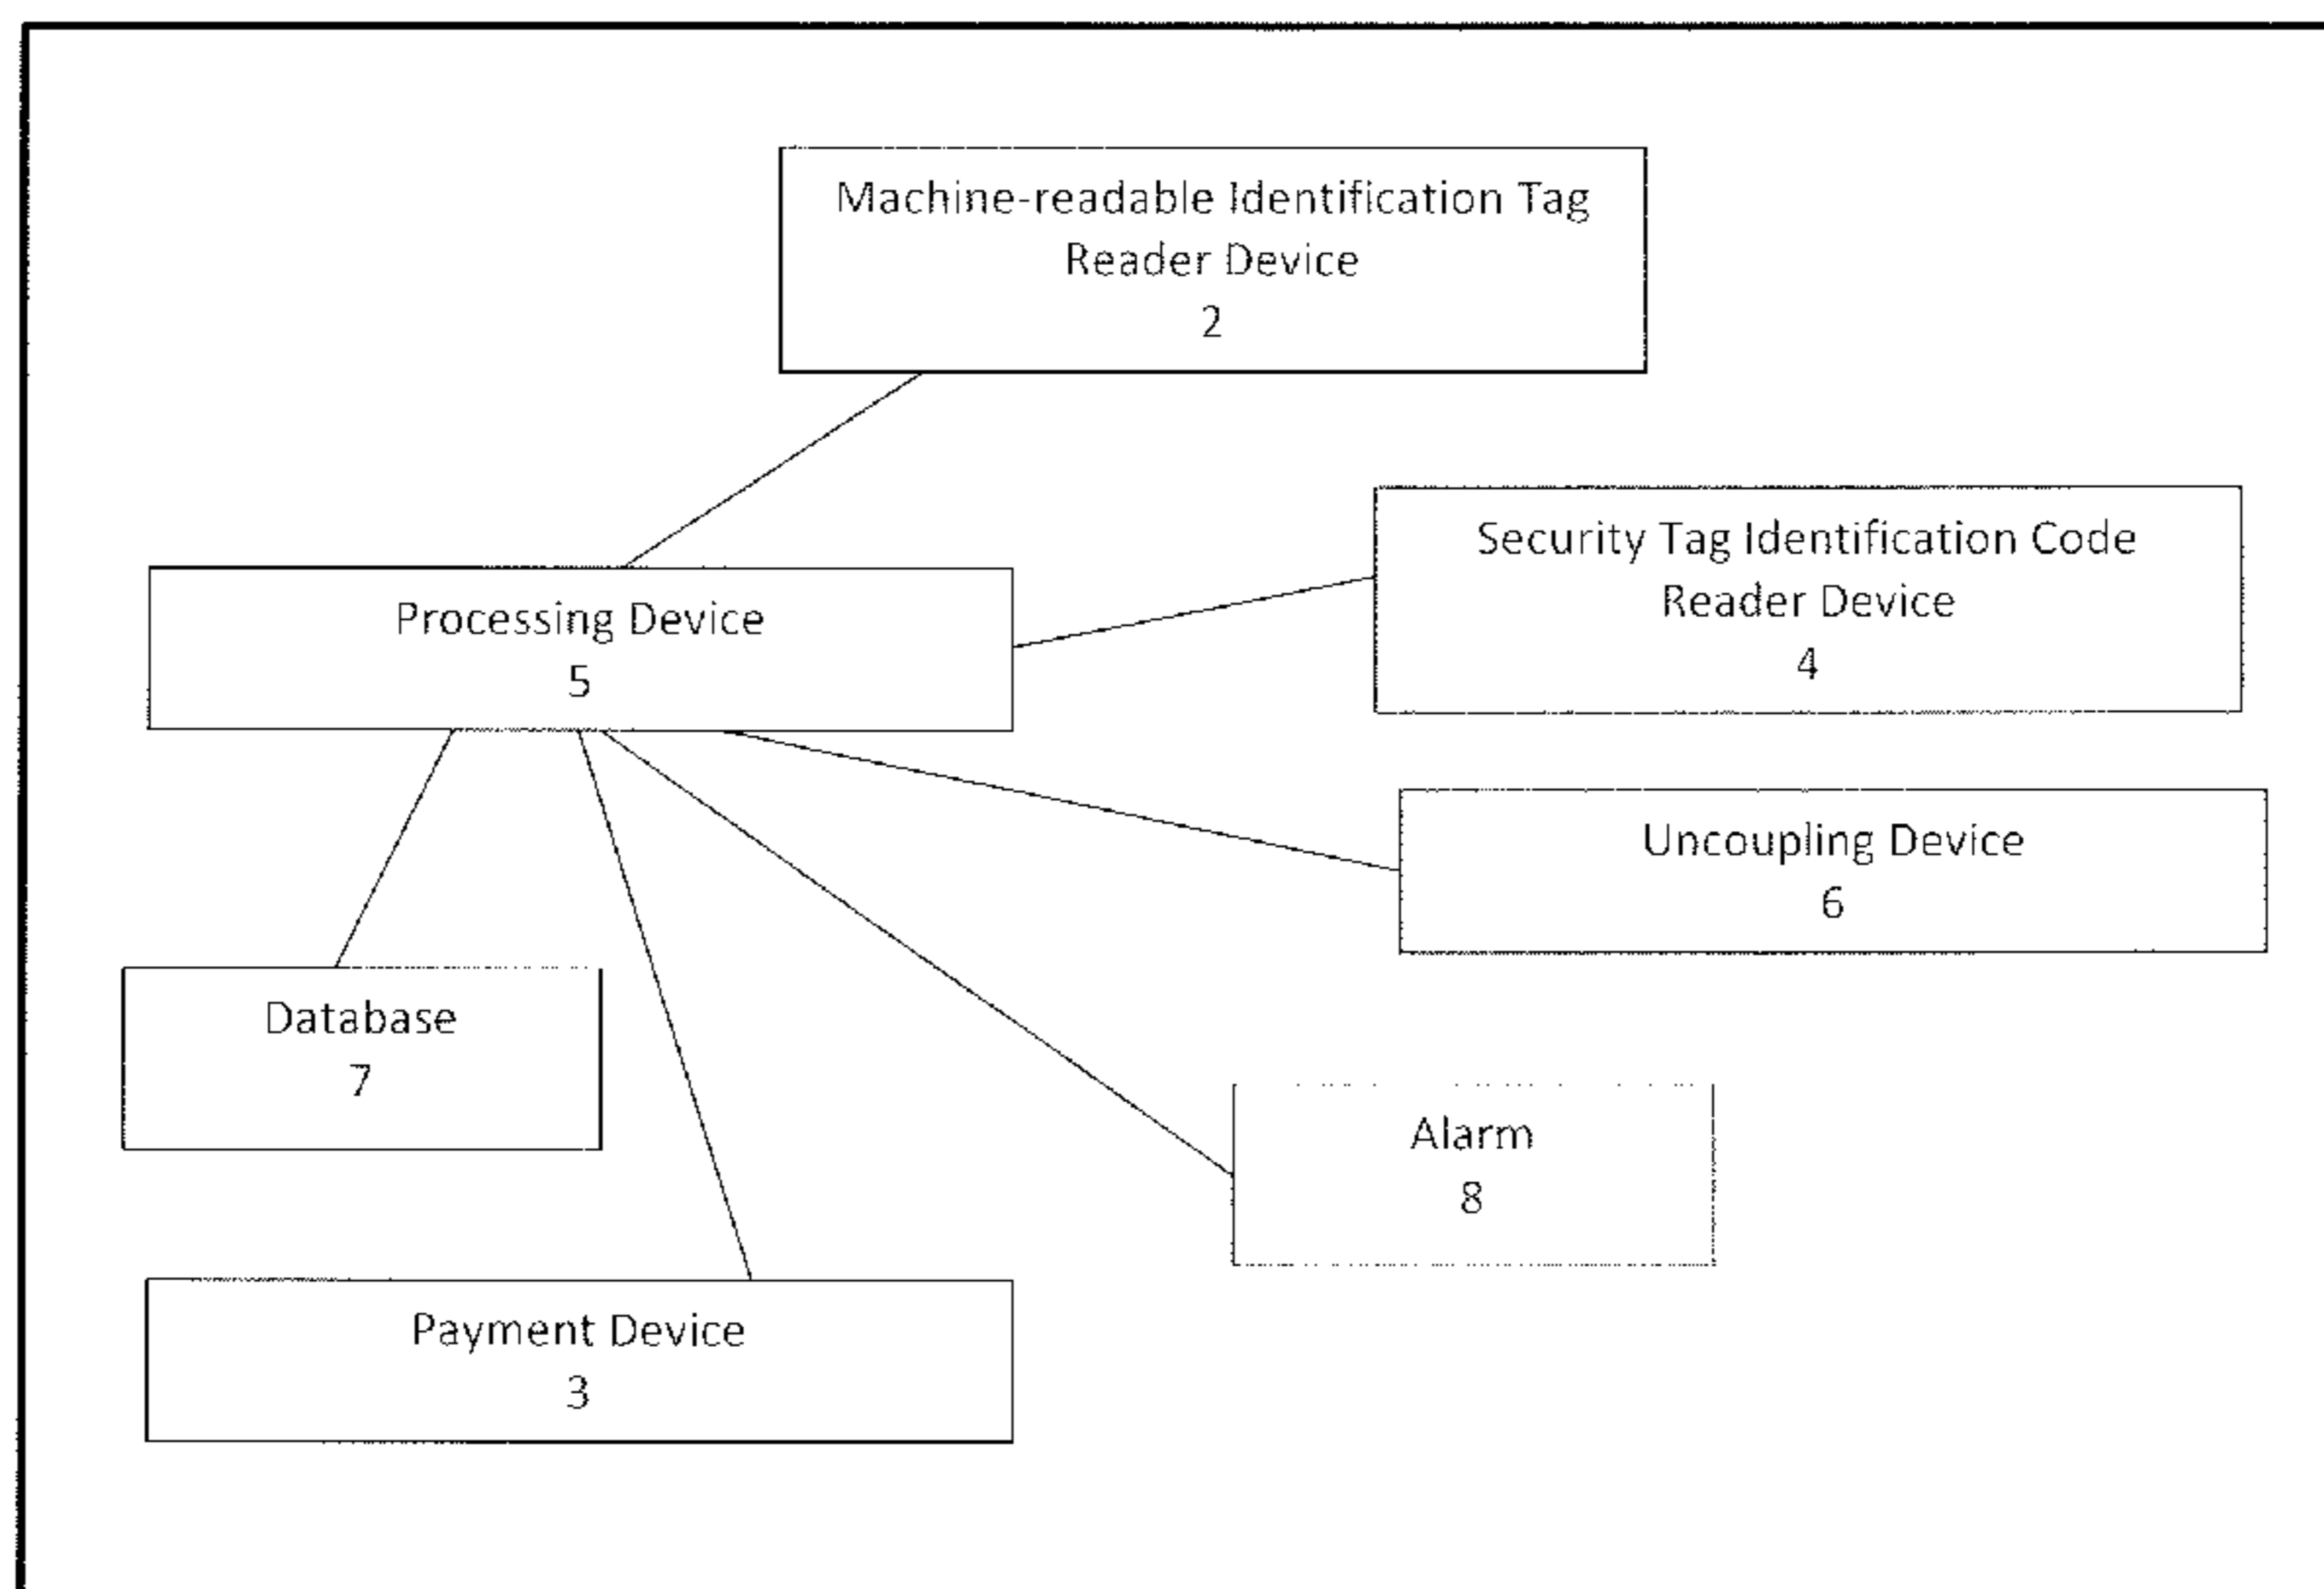 Machine-readable Identification Tag
Reader Device
2
Security Tag Identification Code
Reader Device
4
Processing Device
5
Uncoupling Device
6
Database
7
Alarm
8
Payment Device
3